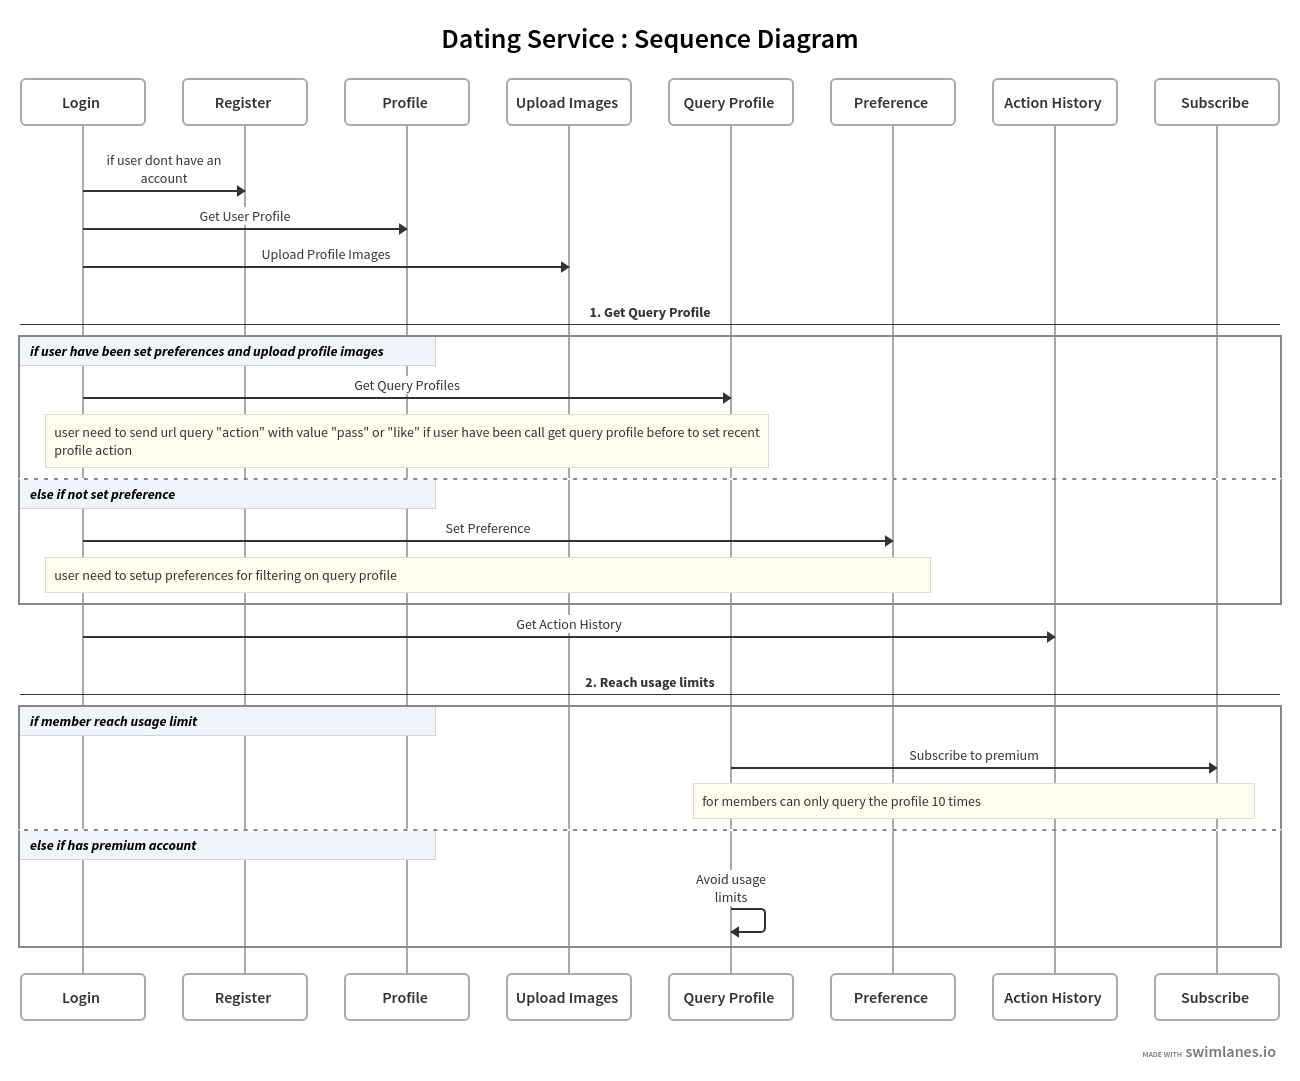 Dating Service : Sequence Diagram
Login
Register
Profile
Upload Images
Query Profile
Preference
Action History
Subscribe
if user dont have an
account
Get User Profile
Upload Profile Images
1. Get Query Profile
if user have been set preferences and upload profile images
Get Query Profiles
user need to send url query "action" with value "pass" or "like" if user have been call get query profile before to set recent
profile action
else if not set preference
Set Preference
user need to setup preferences for filtering on query profile
Get Action History
2. Reach usage limits
if member reach usage limit
Subscribe to premium
for members can only query the profile 10 times
else if has premium account
Avoid usage
limits
Login
Register
Profile
Upload Images
Query Profile
Preference
Action History
Subscribe
MADE WITH swimlanes.io